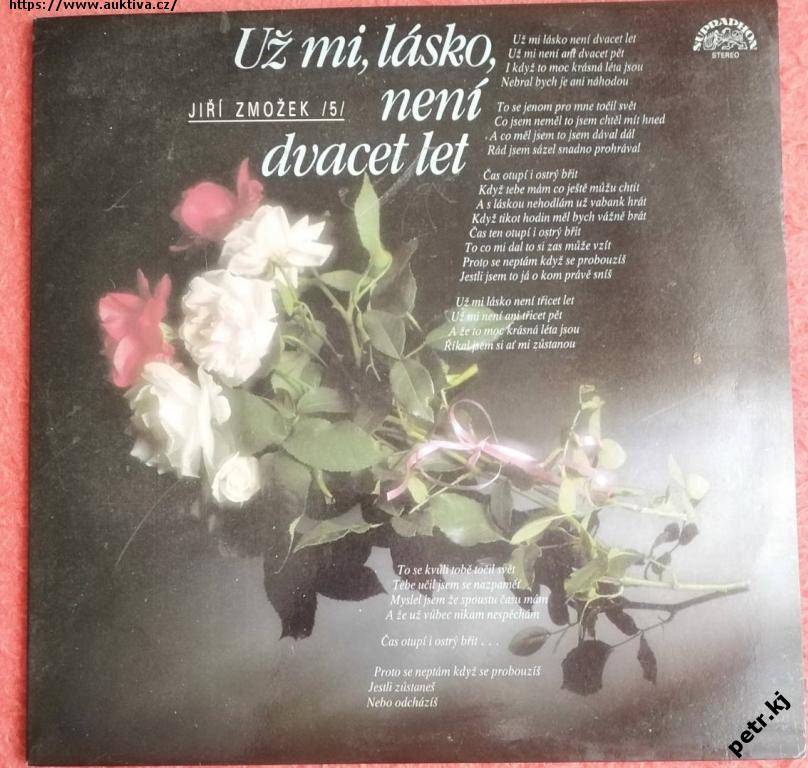 https://www.auktiva.cz/
Už mi, lásko,
není
dvacet let
JIŘÍ ZMOŽEK /5/
SUPRAPHON
STEREO
Už mi lásko není dvacet let
Už mi není ani dvacet pět
I když to moc krásná léta jsou
Nebral bych je ani náhodou
To se jenom pro mne točil svět
Co jsem neměl to jsem chtěl mít hned
A co měl jsem to jsem dával dál
Rád jsem sázel snadno prohrával
Čas otupí i ostrý břit
Když tebe mám co ještě můžu chtít
A s láskou nehodlám už vabank hrát
Když tikot hodin měl bych vážně brát
Čas ten otupí i ostrý břit
To co mi dal to si zas může vzít
Proto se neptám když se probouzíš
Jestli jsem to já o kom právě sníš
Už mi lásko není třicet let
Už mi není ani třicet pět
A že to moc krásná léta jsou
Říkal jsem si ať mi zůstanou
To se kvůli tobě točil svět
Tebe učil jsem se nazpaměť
Myslel jsem že spoustu času mám
A že už vůbec nikam nespěchám
Čas otupí i ostrý břit . . .
Proto se neptám když se probouzíš
Jestli zůstaneš
Nebo odcházíš
petr.kj